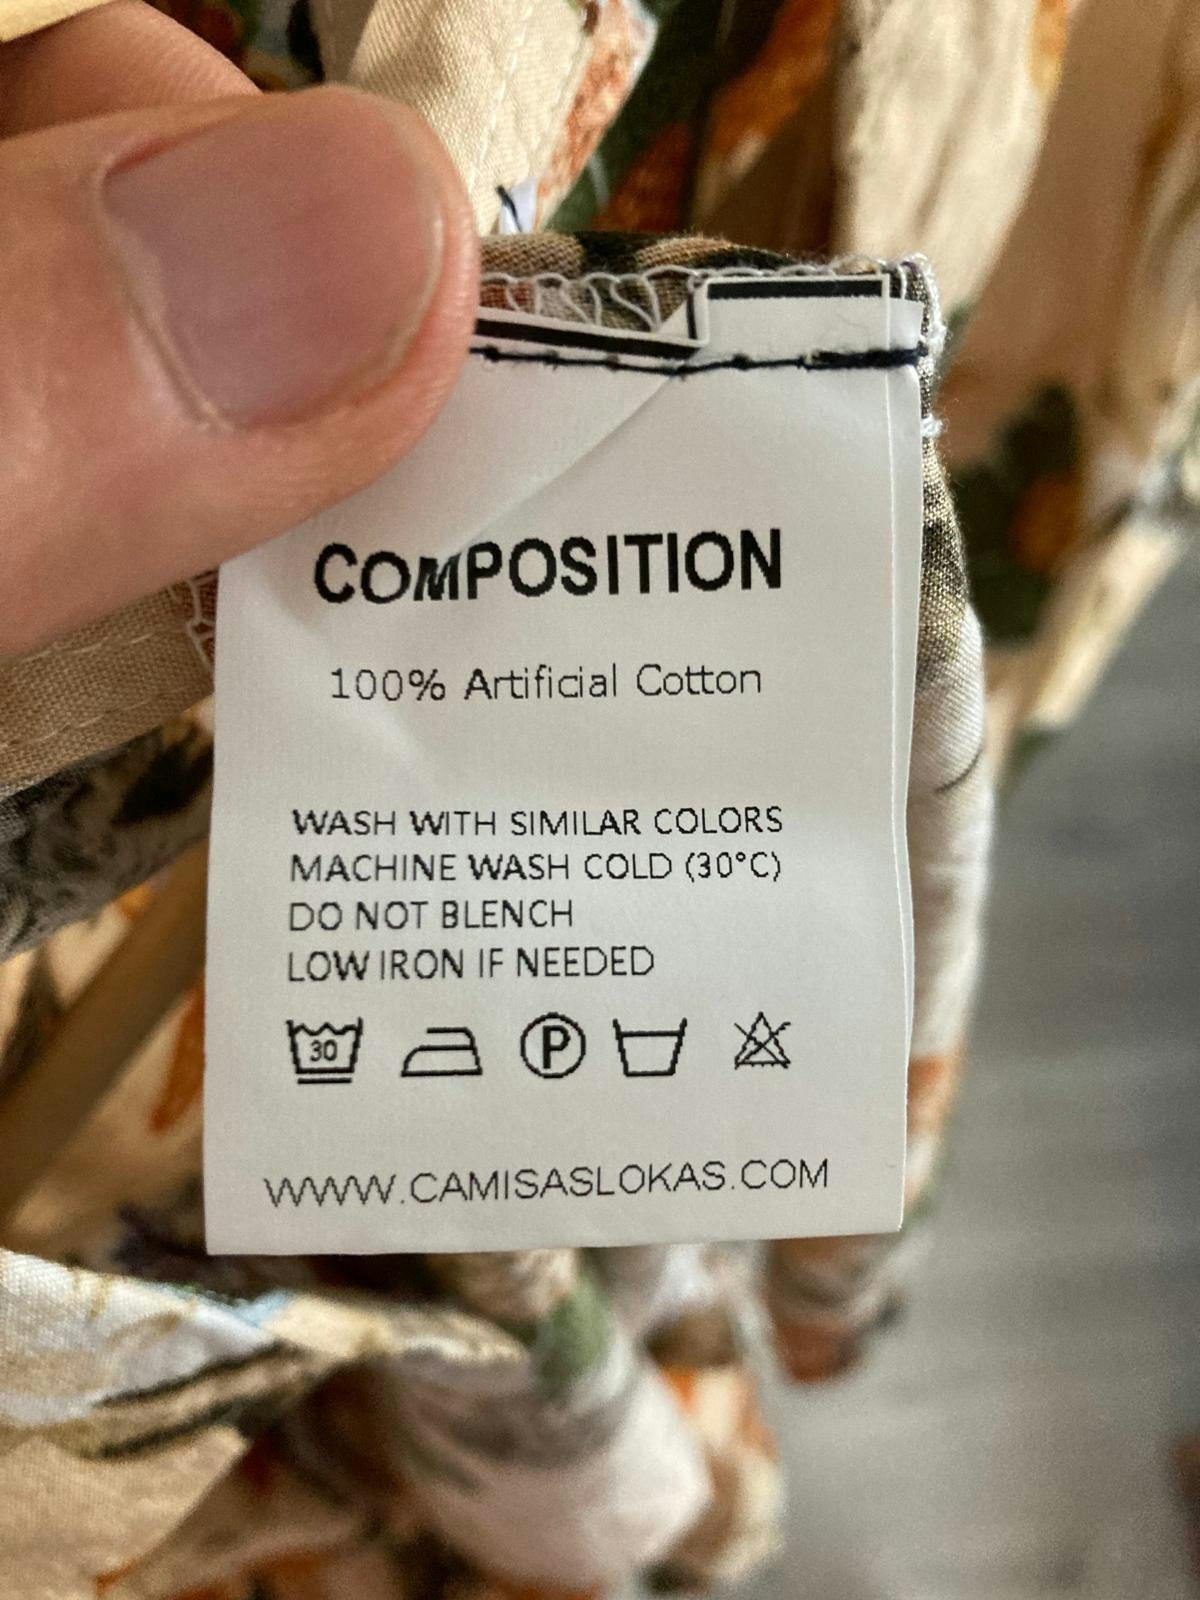 COMPOSITION
100% Artificial Cotton
WASH WITH SIMILAR COLORS
MACHINE WASH COLD (30°C)
DO NOT BLENCH
LOW IRON IF NEEDED
30 P
WWW.CAMISASLOKAS.COM